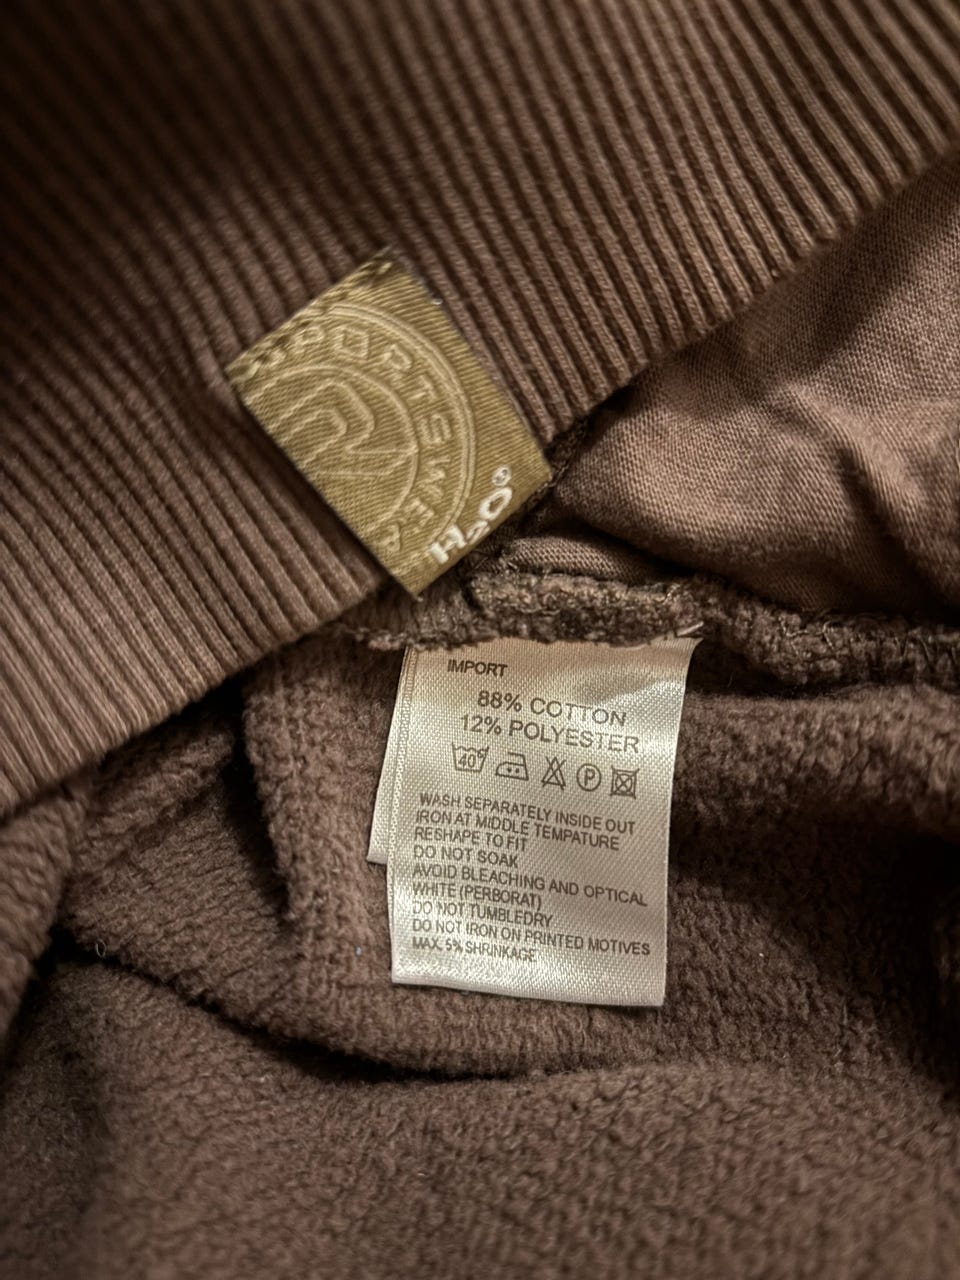 SPORTSWEA
H₂O®
IMPORT
88% COTTON
12% POLYESTER
40° P
WASH SEPARATELY INSIDE OUT
IRON AT MIDDLE TEMPATURE
RESHAPE TO FIT
DO NOT SOAK
AVOID BLEACHING AND OPTICAL
WHITE (PERBORAT)
DO NOT TUMBLEDRY
DO NOT IRON ON PRINTED MOTIVES
MAX. 5% SHRINKAGE